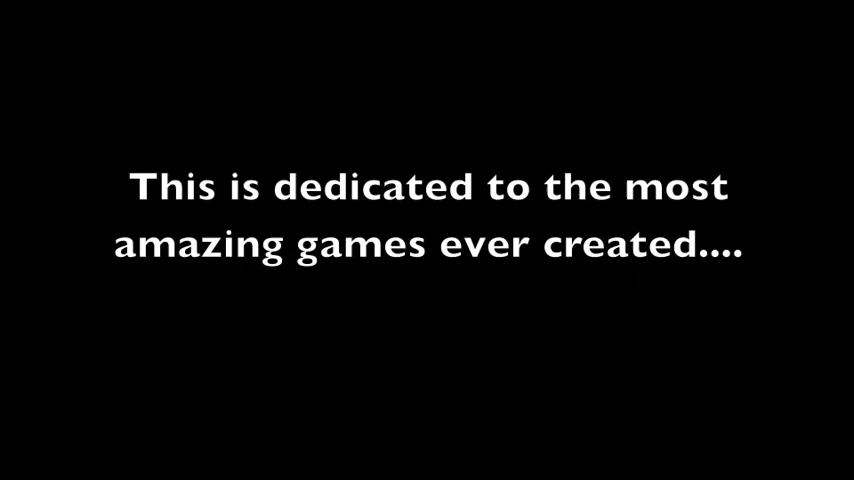 This is dedicated to the most
amazing games ever created....